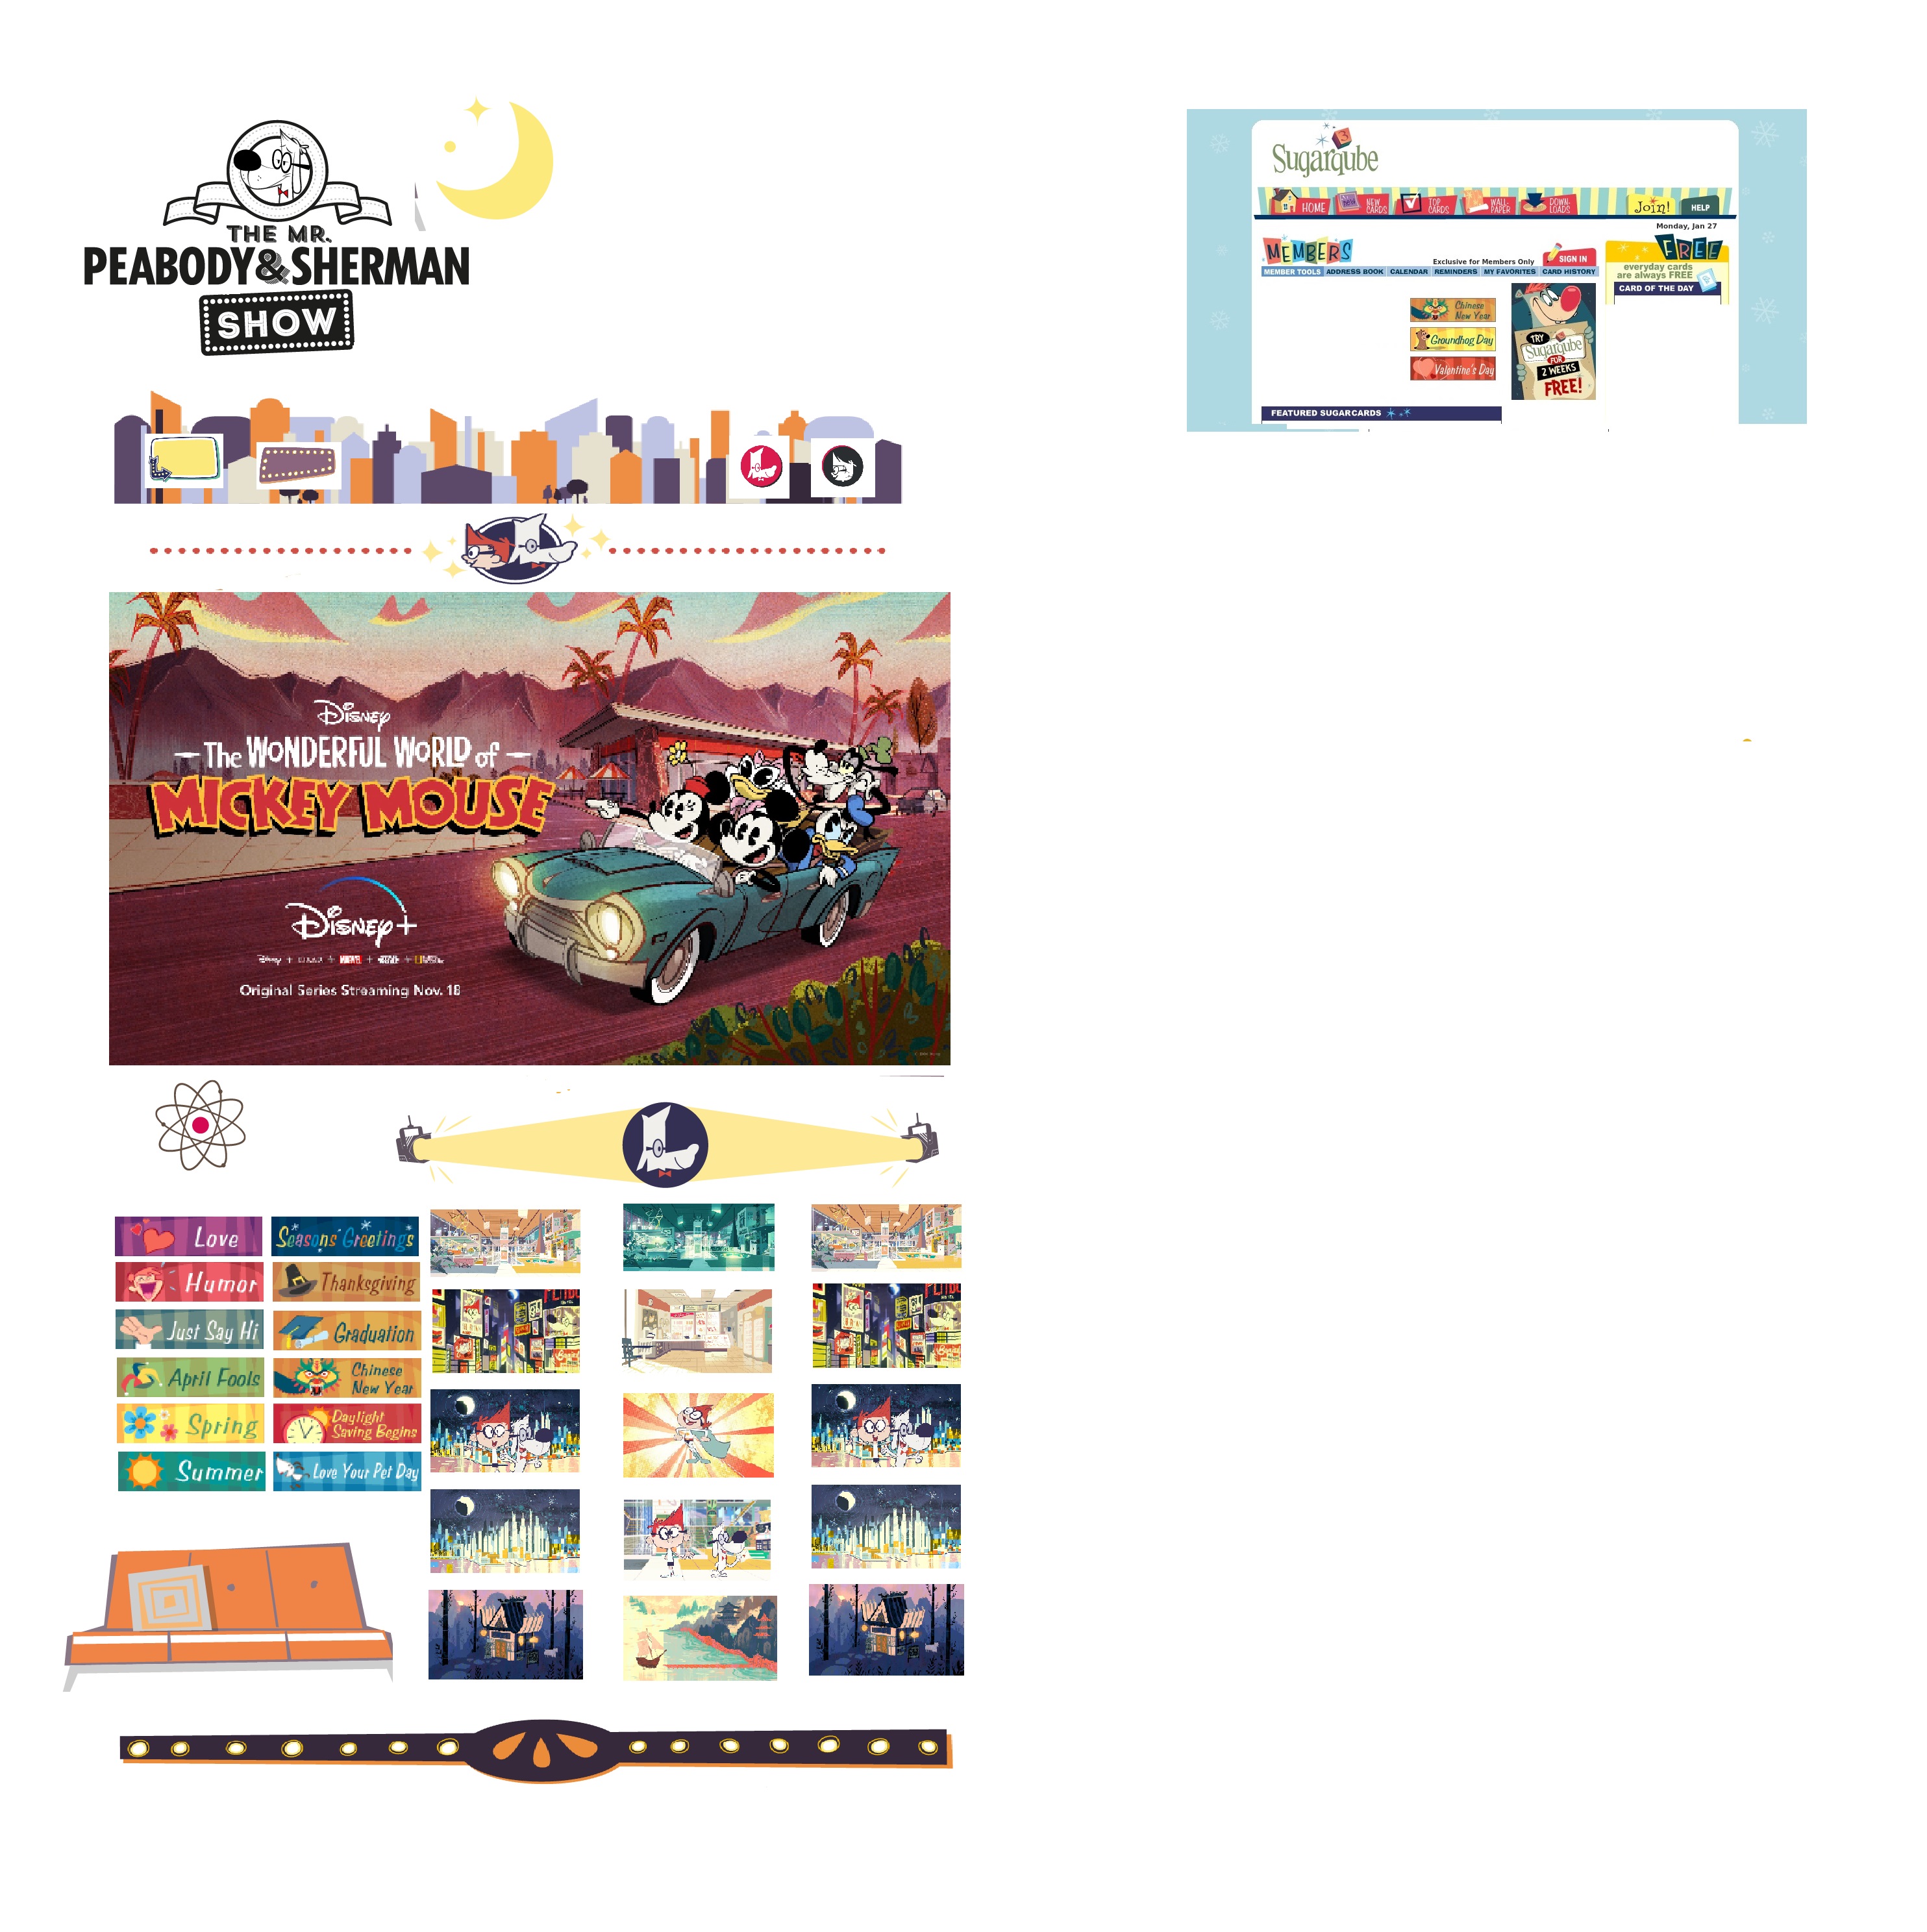 THE MR.
PEABODY & SHERMAN
SHOW
Disney
The WONDERFUL WORLD of
MICKEY MOUSE
Disney+
Original Series Streaming Nov. 18
Love
Seasons' Greetings
Humor
Thanksgiving
Just Say Hi
Graduation
April Fools
Chinese
New Year
Spring
Daylight
Saving Begins
Summer
Love Your Pet Day
Sugarqube
HOME
NEW
CARDS
TOP
CARDS
WALL-
PAPER
DOWN-
LOADS
Join!
HELP
Monday, Jan 27
MEMBERS
Exclusive for Members Only
SIGN IN
FREE
everyday cards
are always FREE
MEMBER TOOLS ADDRESS BOOK CALENDAR REMINDERS MY FAVORITES CARD HISTORY
CARD OF THE DAY
Chinese
New Year
Groundhog Day
Valentine's Day
TRY
Sugarqube
FOR
2 WEEKS
FREE!
FEATURED SUGARCARDS